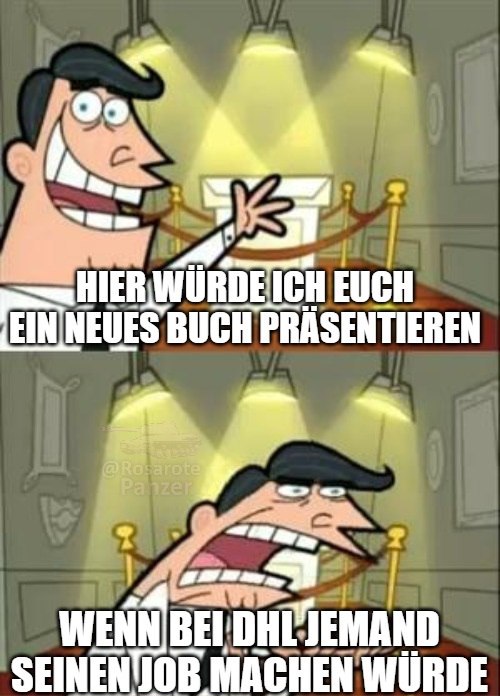 HIER WÜRDE ICH EUCH
EIN NEUES BUCH PRÄSENTIEREN
@Rosarote
Panzer
WENN BEI DHL JEMAND
SEINEN JOB MACHEN WÜRDE